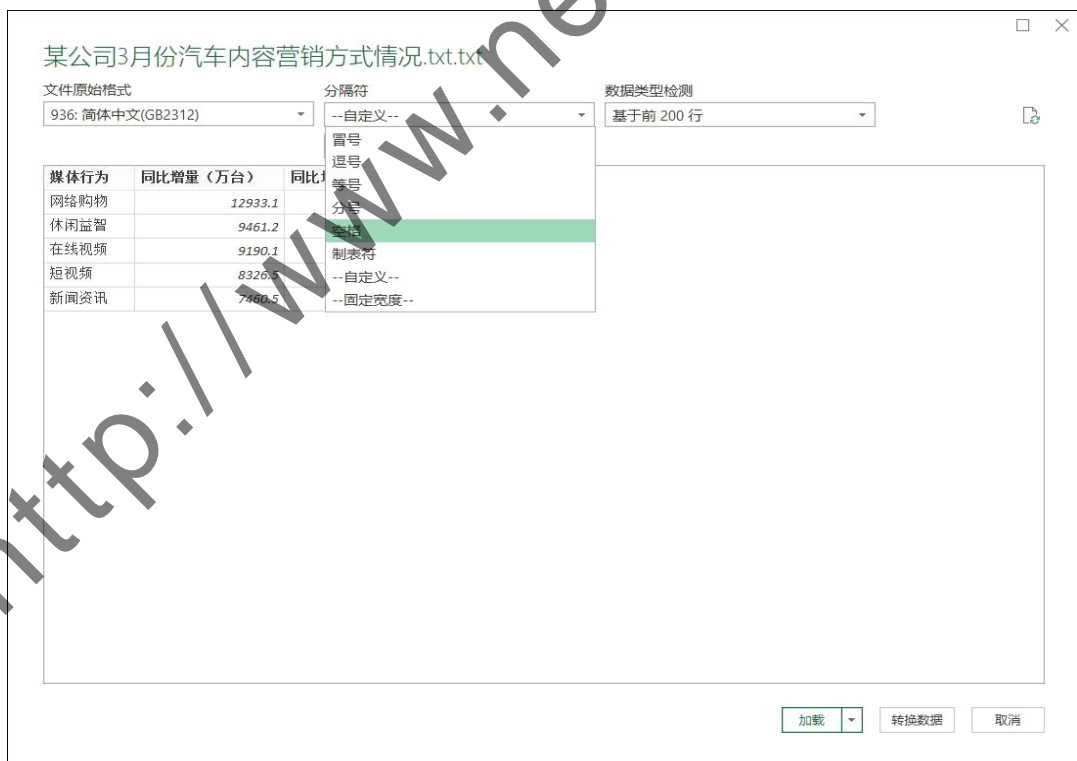 某公司3月份汽车内容营销方式情况.txt.txt
文件原始格式
分隔符
数据类型检测
936: 简体中文(GB2312)
--自定义--
基于前 200 行
冒号
逗号
等号
分号
空格
制表符
--自定义--
--固定宽度--
媒体行为 同比增量（万台） 同比
网络购物 12933.1
休闲益智 9461.2
在线视频 9190.1
短视频 8326.5
新闻资讯 7460.5
加载
转换数据
取消
http://www.ne